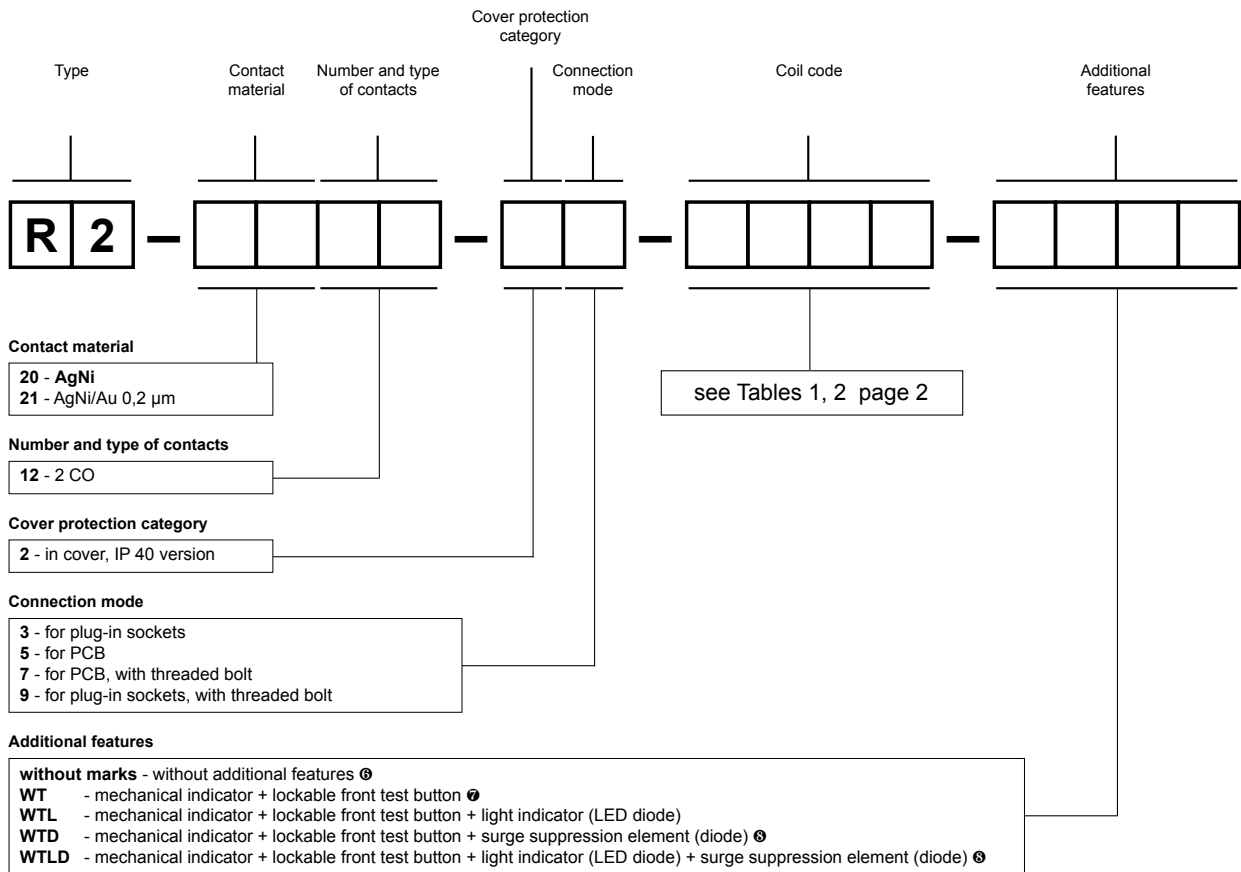 Cover protection
category
Type
Contact
material
Number and type
of contacts
Connection
mode
Coil code
Additional
features
R 2 – – – –
Contact material
20 - AgNi
21 - AgNi/Au 0,2 µm
see Tables 1, 2 page 2
Number and type of contacts
12 - 2 CO
Cover protection category
2 - in cover, IP 40 version
Connection mode
3 - for plug-in sockets
5 - for PCB
7 - for PCB, with threaded bolt
9 - for plug-in sockets, with threaded bolt
Additional features
without marks - without additional features ❻
WT - mechanical indicator + lockable front test button ❼
WTL - mechanical indicator + lockable front test button + light indicator (LED diode)
WTD - mechanical indicator + lockable front test button + surge suppression element (diode) ❽
WTLD - mechanical indicator + lockable front test button + light indicator (LED diode) + surge suppression element (diode) ❽